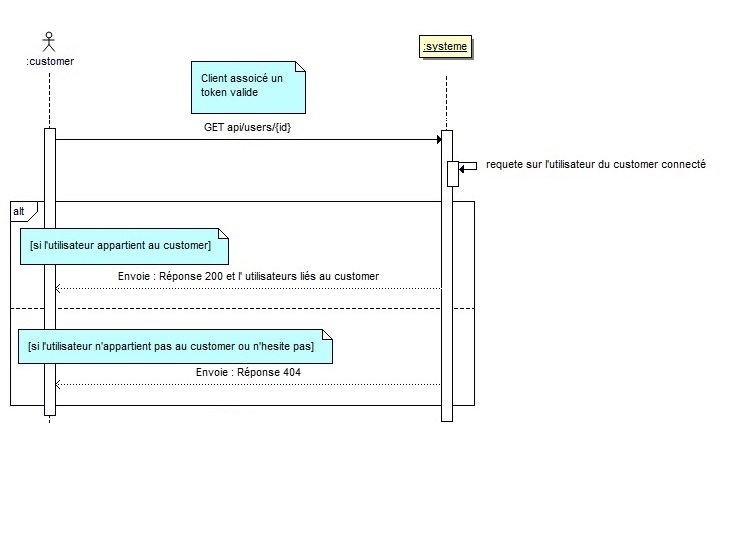 :customer
:systeme
Client assoicé un
token valide
GET api/users/{id}
requete sur l'utilisateur du customer connecté
alt
[si l'utilisateur appartient au customer]
Envoie : Réponse 200 et l' utilisateurs liés au customer
[si l'utilisateur n'appartient pas au customer ou n'hesite pas]
Envoie : Réponse 404